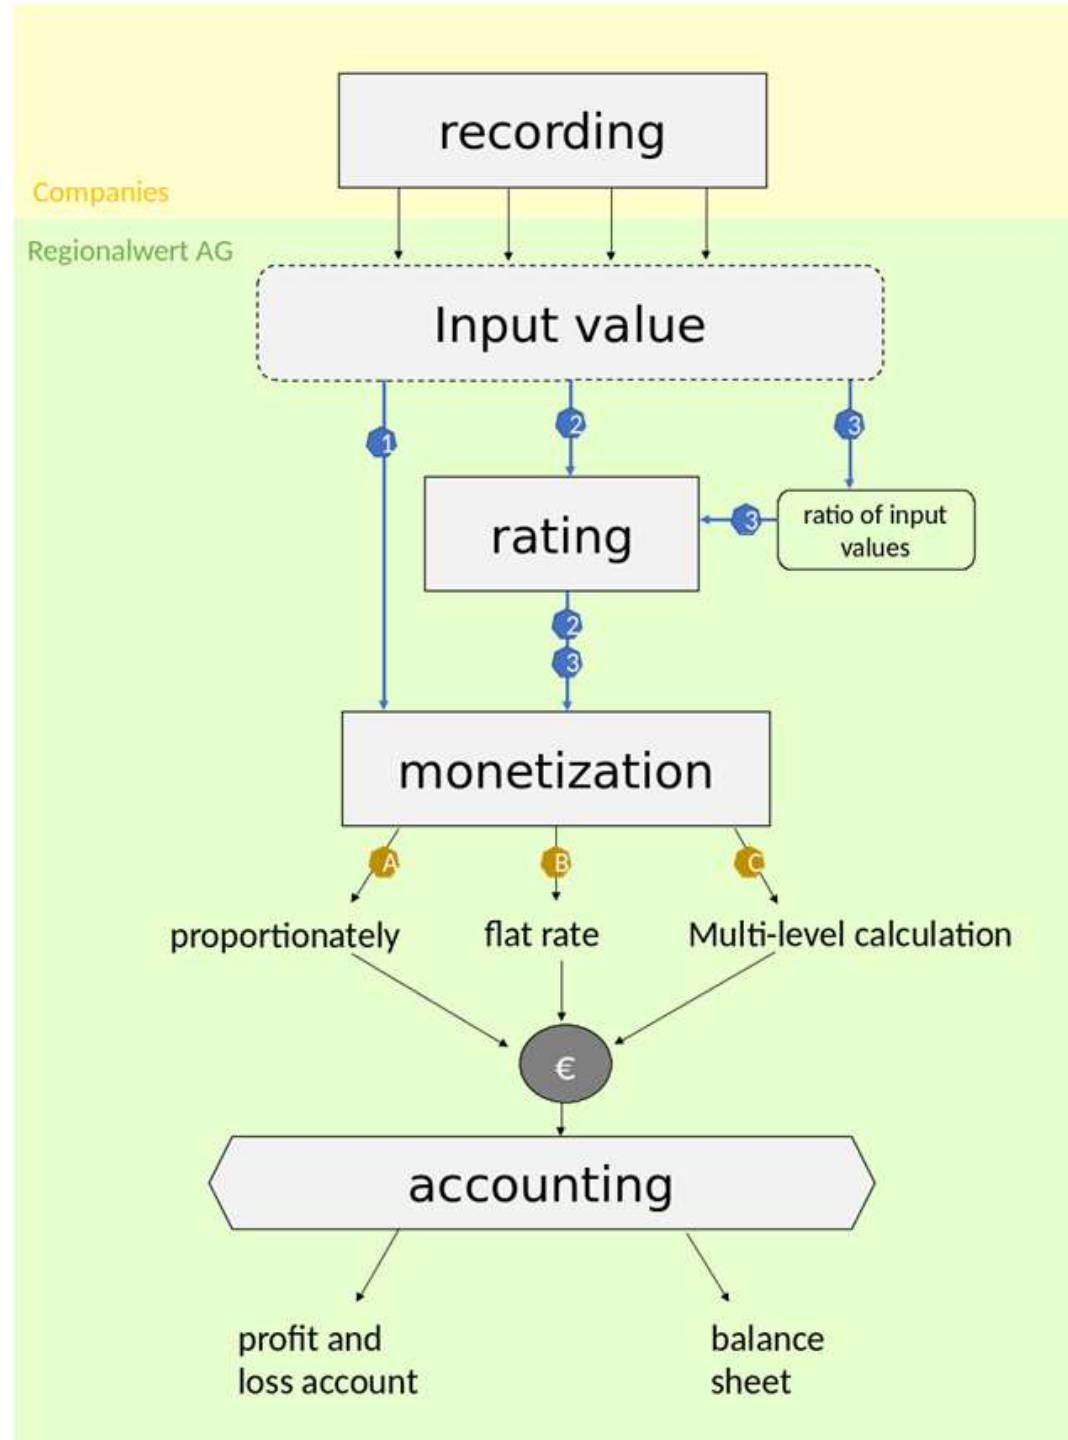 recording
Companies
Regionalwert AG
Input value
1
2
3
rating
3
ratio of input
values
2
3
monetization
A
B
C
proportionately
flat rate
Multi-level calculation
€
accounting
profit and
loss account
balance
sheet